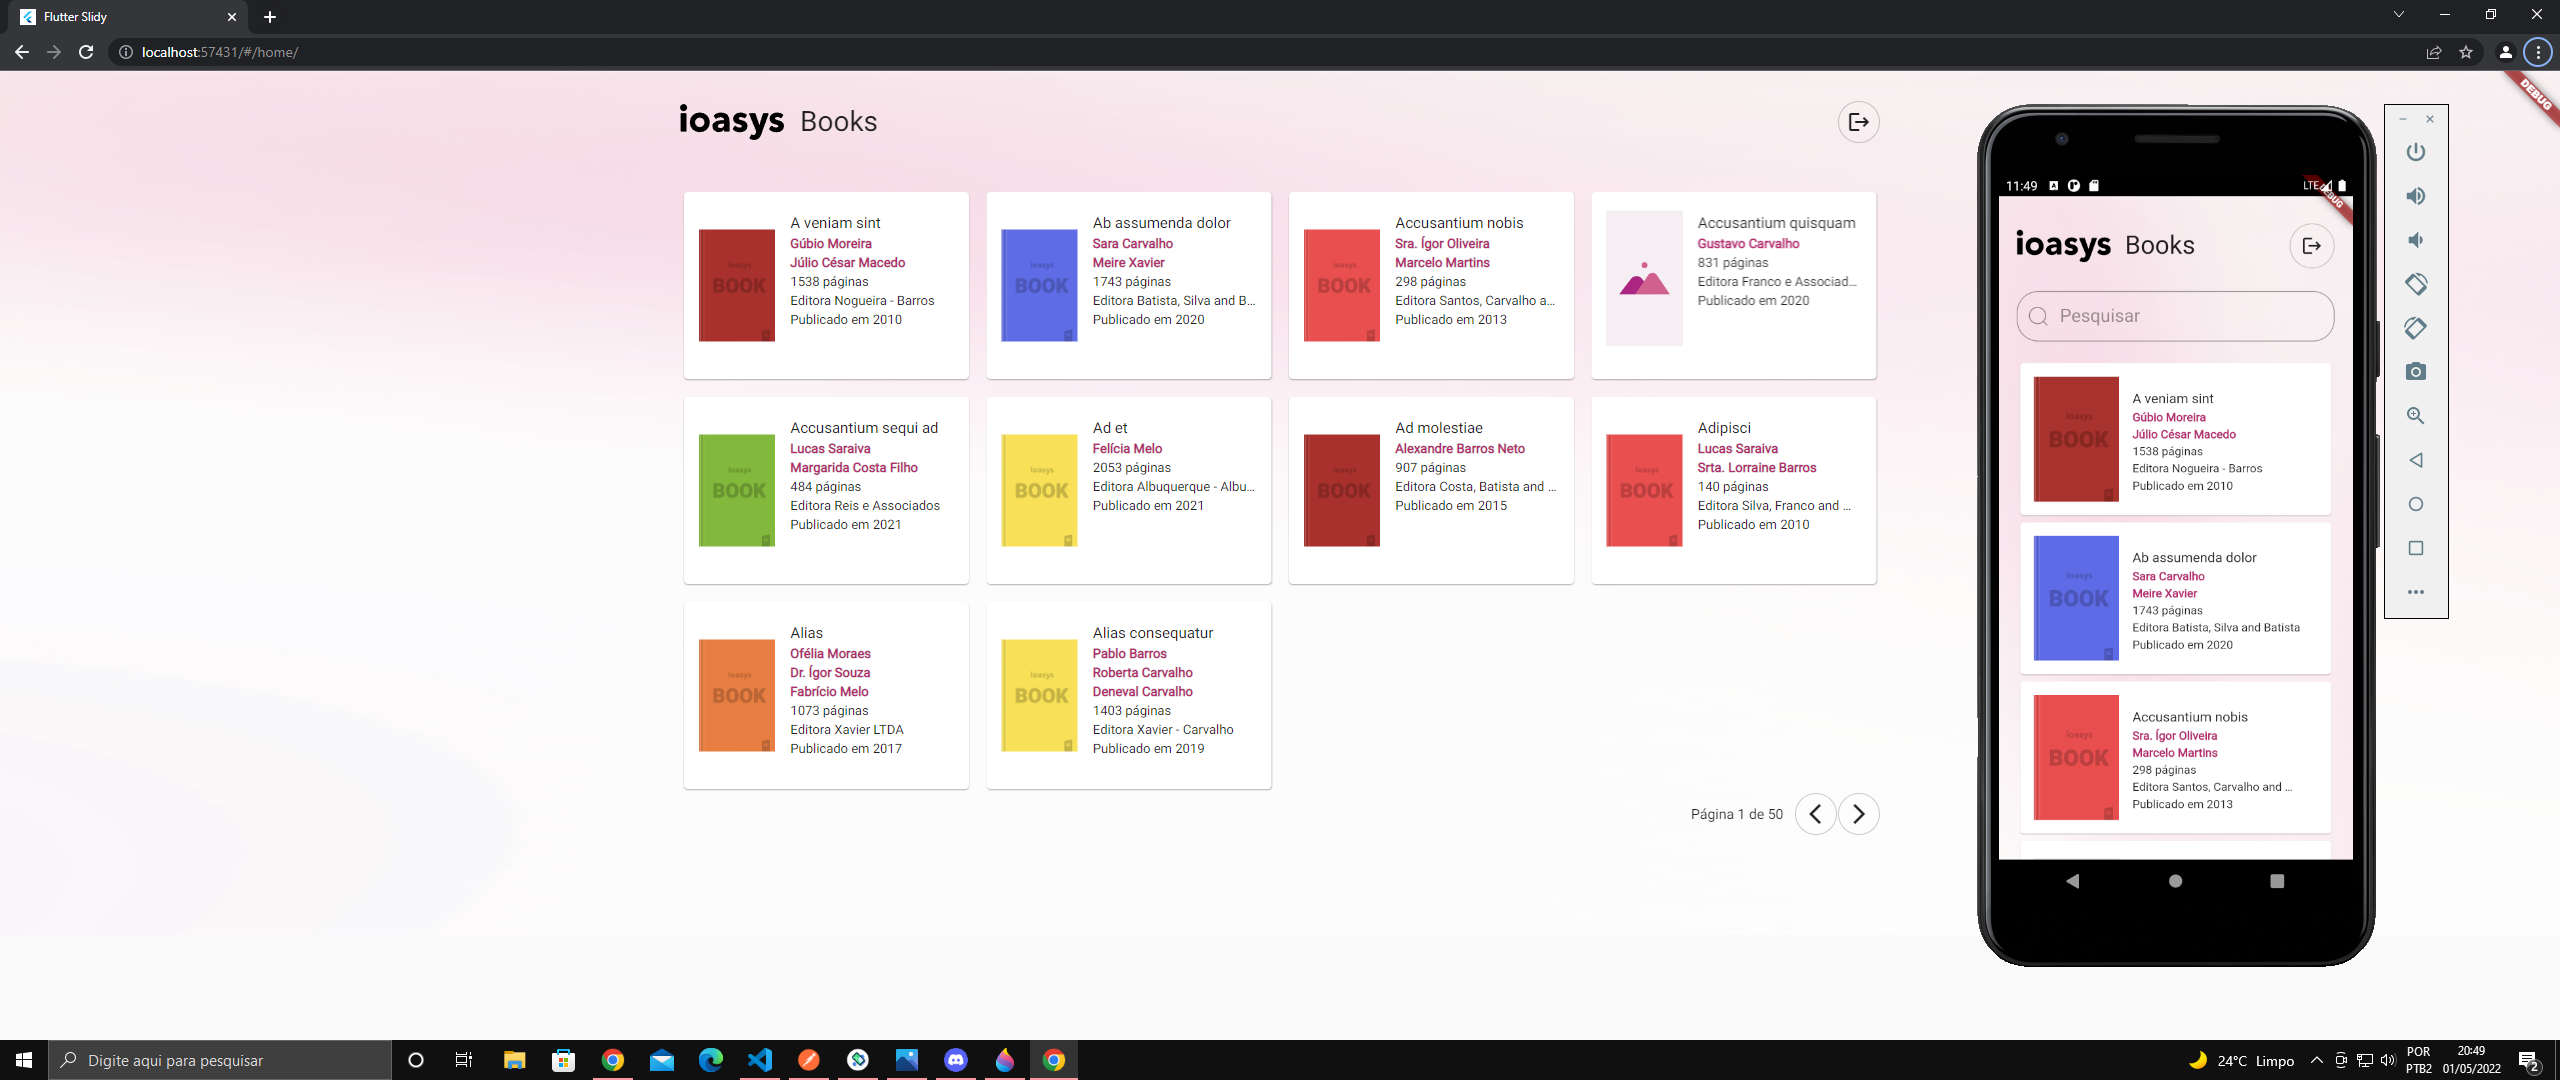 Flutter Slidy
localhost:57431/#/home/
DEBUG
ioasys Books
A veniam sint
Gúbio Moreira
Júlio César Macedo
1538 páginas
Editora Nogueira - Barros
Publicado em 2010
ioasys
BOOK
Ab assumenda dolor
Sara Carvalho
Meire Xavier
1743 páginas
Editora Batista, Silva and B...
Publicado em 2020
ioasys
BOOK
Accusantium nobis
Sra. Ígor Oliveira
Marcelo Martins
298 páginas
Editora Santos, Carvalho a...
Publicado em 2013
ioasys
BOOK
Accusantium quisquam
Gustavo Carvalho
831 páginas
Editora Franco e Associad...
Publicado em 2020
Accusantium sequi ad
Lucas Saraiva
Margarida Costa Filho
484 páginas
Editora Reis e Associados
Publicado em 2021
ioasys
BOOK
Ad et
Felícia Melo
2053 páginas
Editora Albuquerque - Albu...
Publicado em 2021
ioasys
BOOK
Ad molestiae
Alexandre Barros Neto
907 páginas
Editora Costa, Batista and ...
Publicado em 2015
ioasys
BOOK
Adipisci
Lucas Saraiva
Srta. Lorraine Barros
140 páginas
Editora Silva, Franco and ...
Publicado em 2010
ioasys
BOOK
Alias
Ofélia Moraes
Dr. Ígor Souza
Fabrício Melo
1073 páginas
Editora Xavier LTDA
Publicado em 2017
ioasys
BOOK
Alias consequatur
Pablo Barros
Roberta Carvalho
Deneval Carvalho
1403 páginas
Editora Xavier - Carvalho
Publicado em 2019
ioasys
BOOK
Página 1 de 50
11:49
LTE
DEBUG
ioasys Books
Pesquisar
A veniam sint
Gúbio Moreira
Júlio César Macedo
1538 páginas
Editora Nogueira - Barros
Publicado em 2010
ioasys
BOOK
Ab assumenda dolor
Sara Carvalho
Meire Xavier
1743 páginas
Editora Batista, Silva and Batista
Publicado em 2020
ioasys
BOOK
Accusantium nobis
Sra. Ígor Oliveira
Marcelo Martins
298 páginas
Editora Santos, Carvalho and ...
Publicado em 2013
ioasys
BOOK
Digite aqui para pesquisar
24°C Limpo
POR
PTB2
20:49
01/05/2022
2